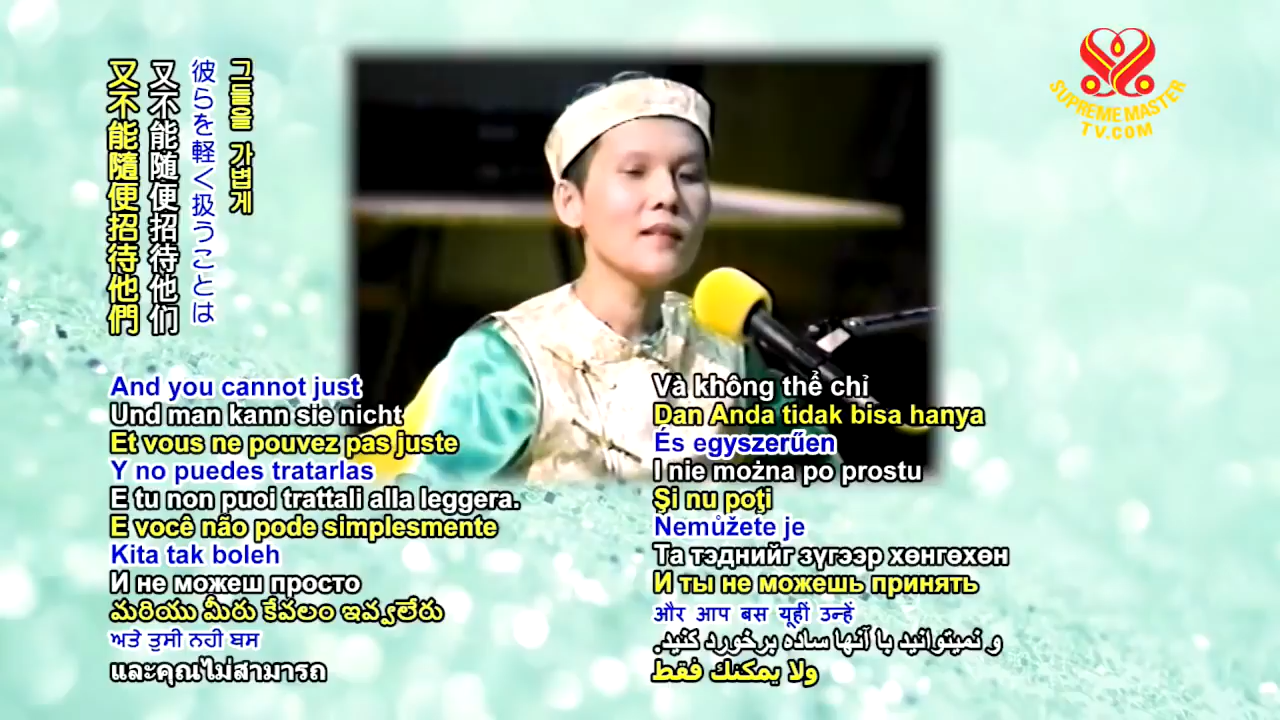 그들을 가볍게
彼らを軽く扱うことは
又不能随便招待他们
又不能隨便招待他們
SUPREME MASTER
TV.COM
And you cannot just
Und man kann sie nicht
Et vous ne pouvez pas juste
Y no puedes tratarlas
E tu non puoi trattali alla leggera.
E você não pode simplesmente
Kita tak boleh
И не можеш просто
మరియు మీరు కేవలం ఇవ్వలేరు
ਅਤੇ ਤੁਸੀ ਨਹੀ ਬਸ
และคุณไม่สามารถ
Và không thể chỉ
Dan Anda tidak bisa hanya
És egyszerűen
I nie można po prostu
Şi nu poţi
Nemůžete je
Та тэднийг зүгээр хөнгөхөн
И ты не можешь принять
और आप बस यूहीं उन्हें
و نمیتوانید با آنها ساده برخورد کنید.
ولا يمكنك فقط